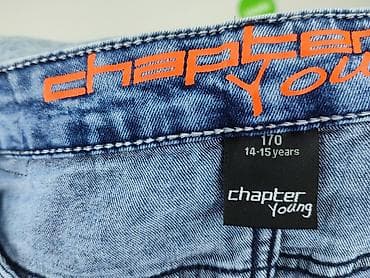 chapter
Young
170
14-15 years
chapter
young